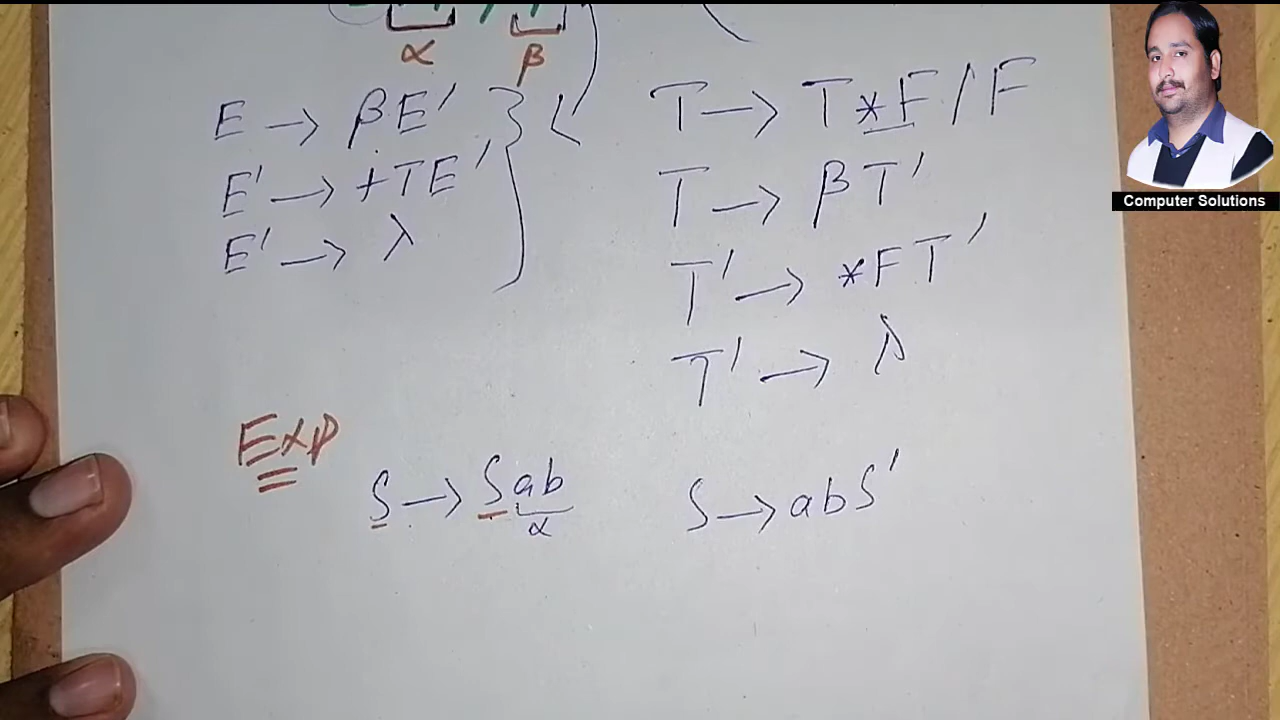 α β
E → βE'
E' → +TE'
E' → λ
T → T*F/F
T → βT'
T' → *FT'
T' → λ
Exp
S → Sab
α
S → abS'
Computer Solutions